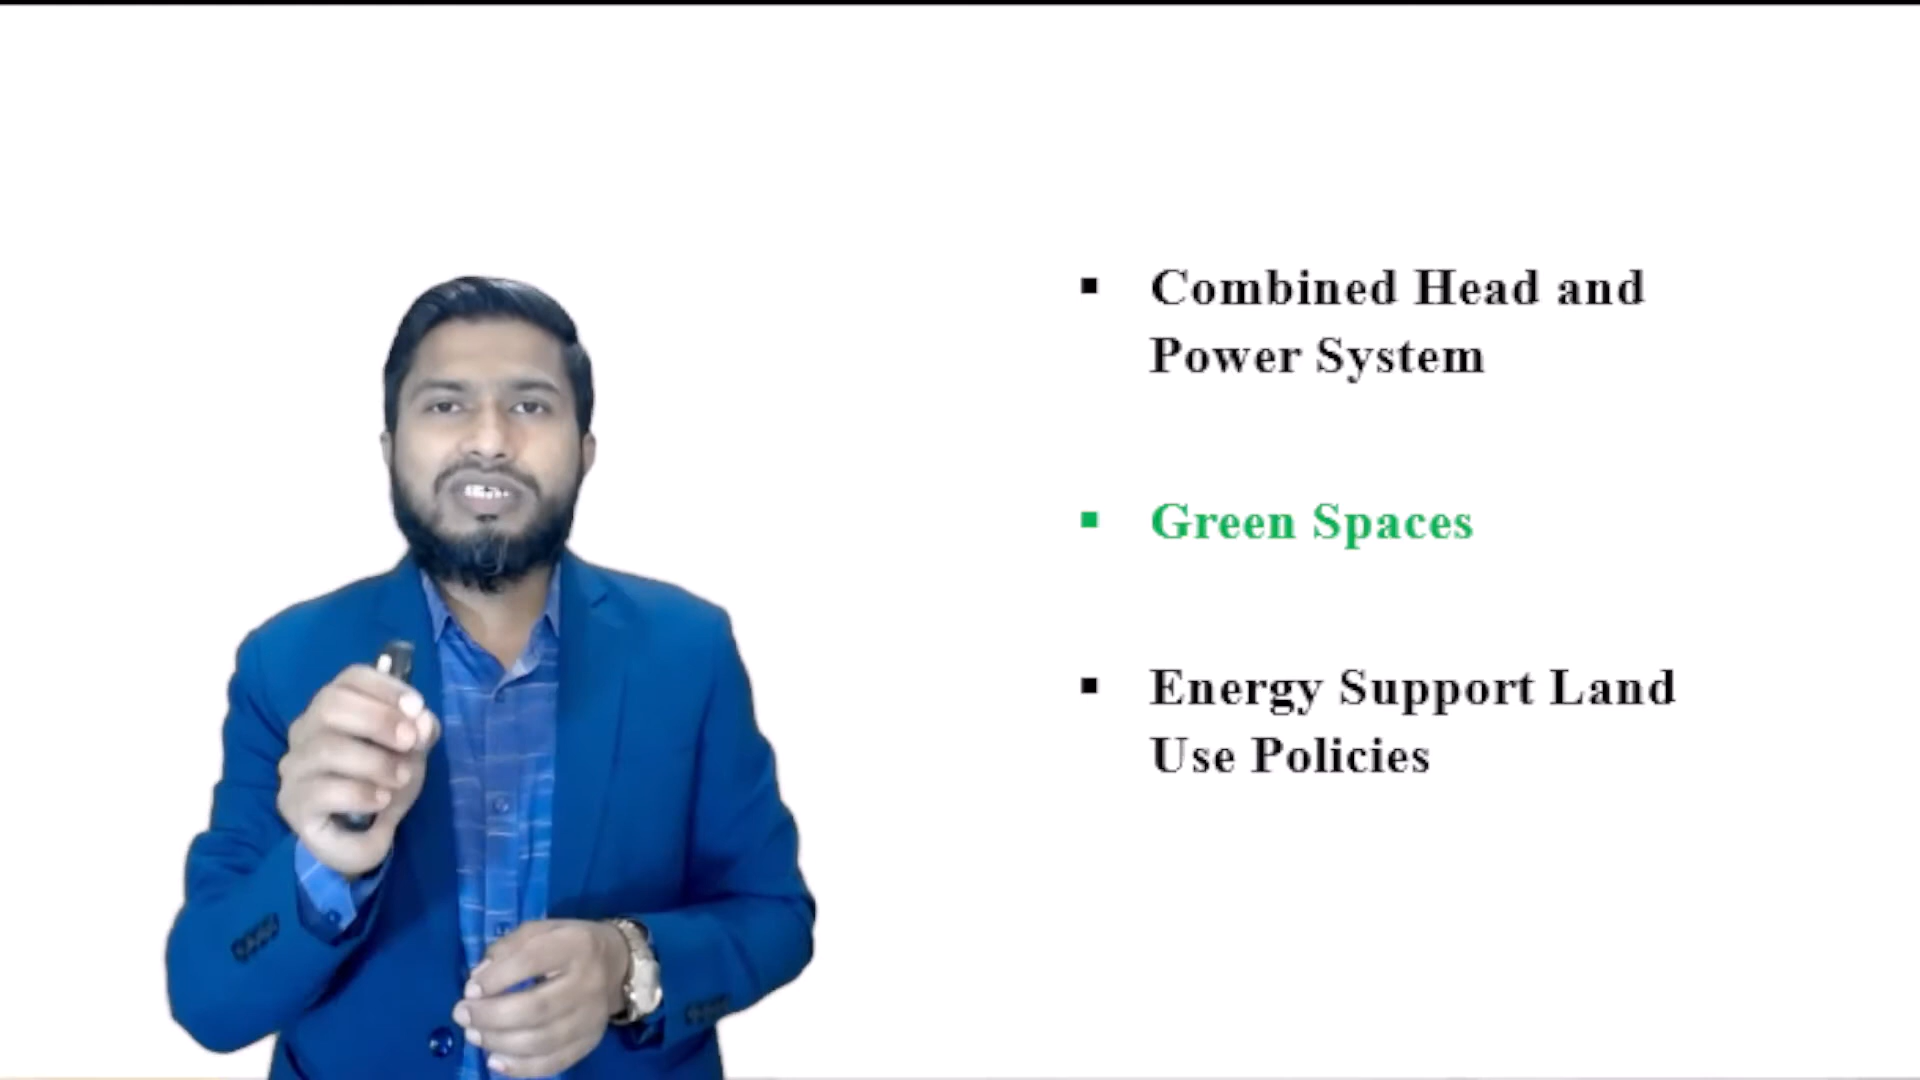 ▪ Combined Head and
Power System
▪ Green Spaces
▪ Energy Support Land
Use Policies